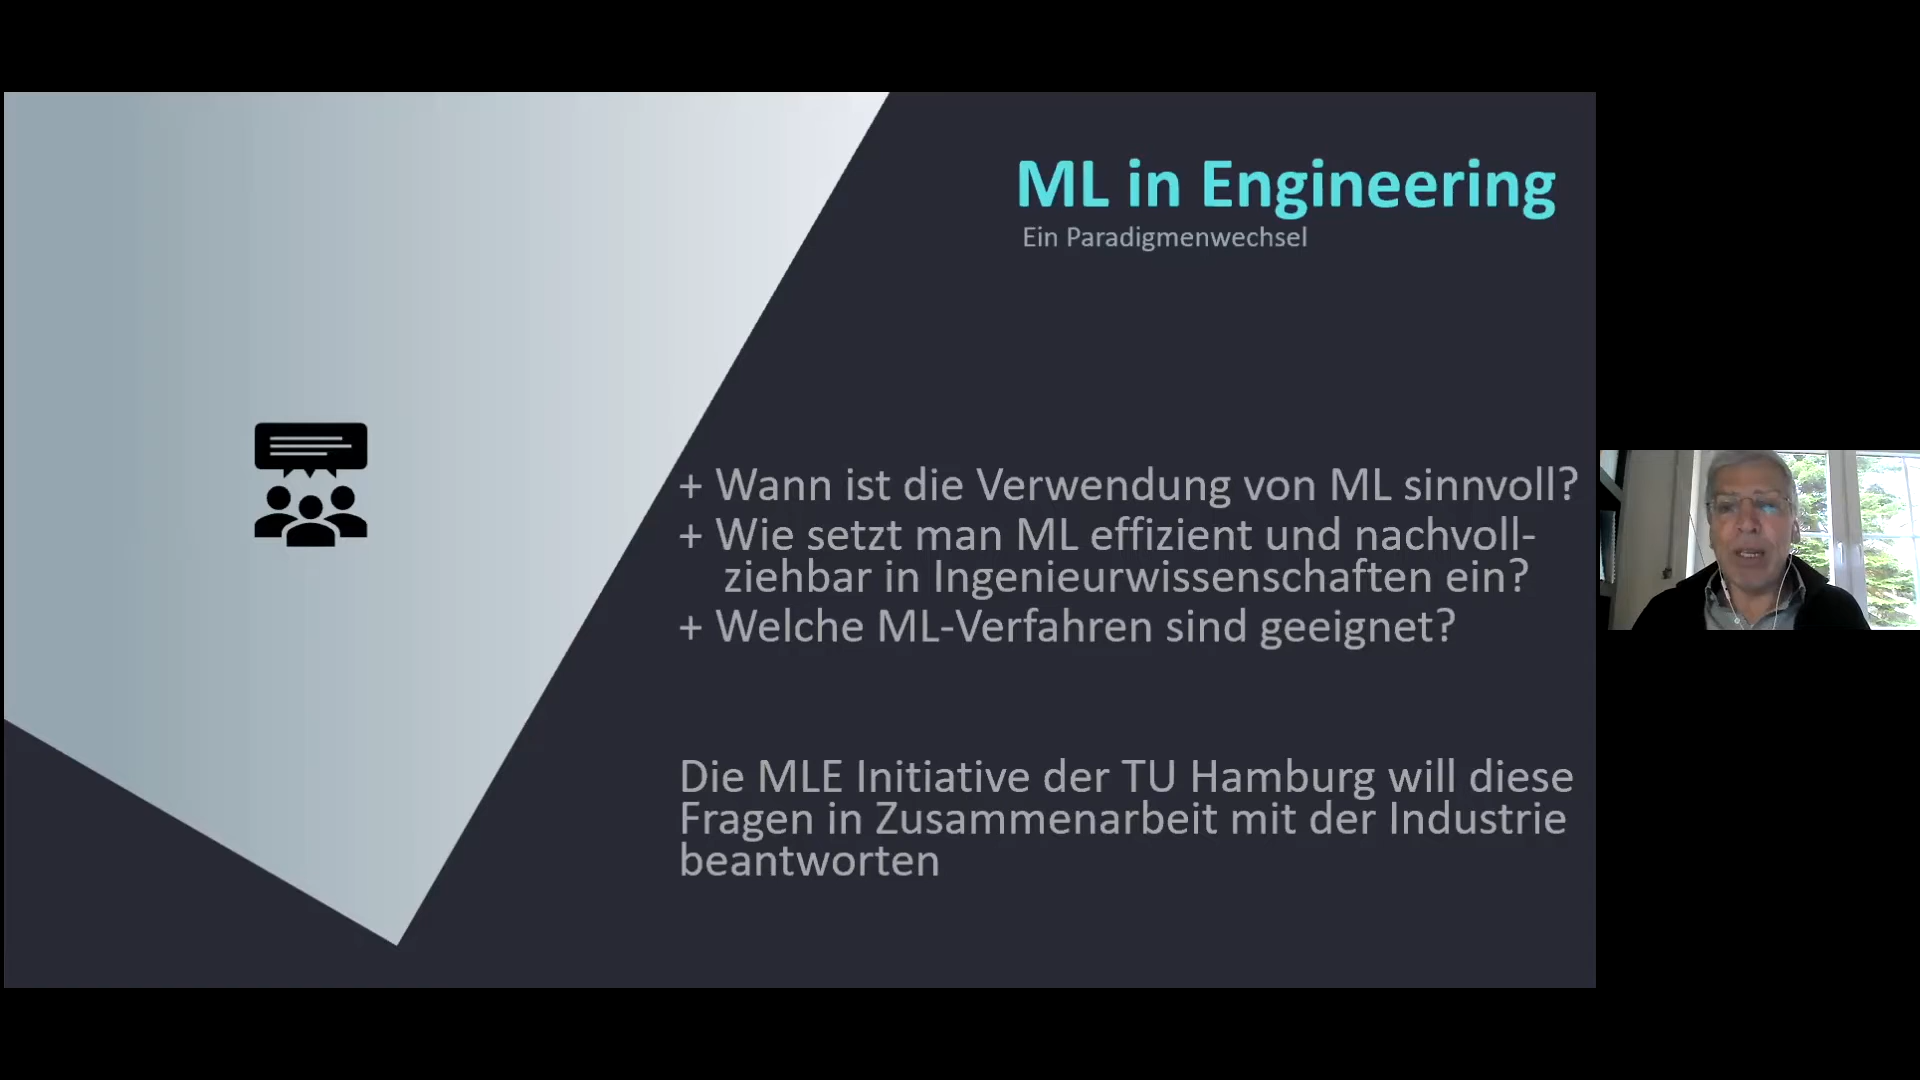 ML in Engineering
Ein Paradigmenwechsel
+ Wann ist die Verwendung von ML sinnvoll?
+ Wie setzt man ML effizient und nachvoll-
ziehbar in Ingenieurwissenschaften ein?
+ Welche ML-Verfahren sind geeignet?
Die MLE Initiative der TU Hamburg will diese
Fragen in Zusammenarbeit mit der Industrie
beantworten